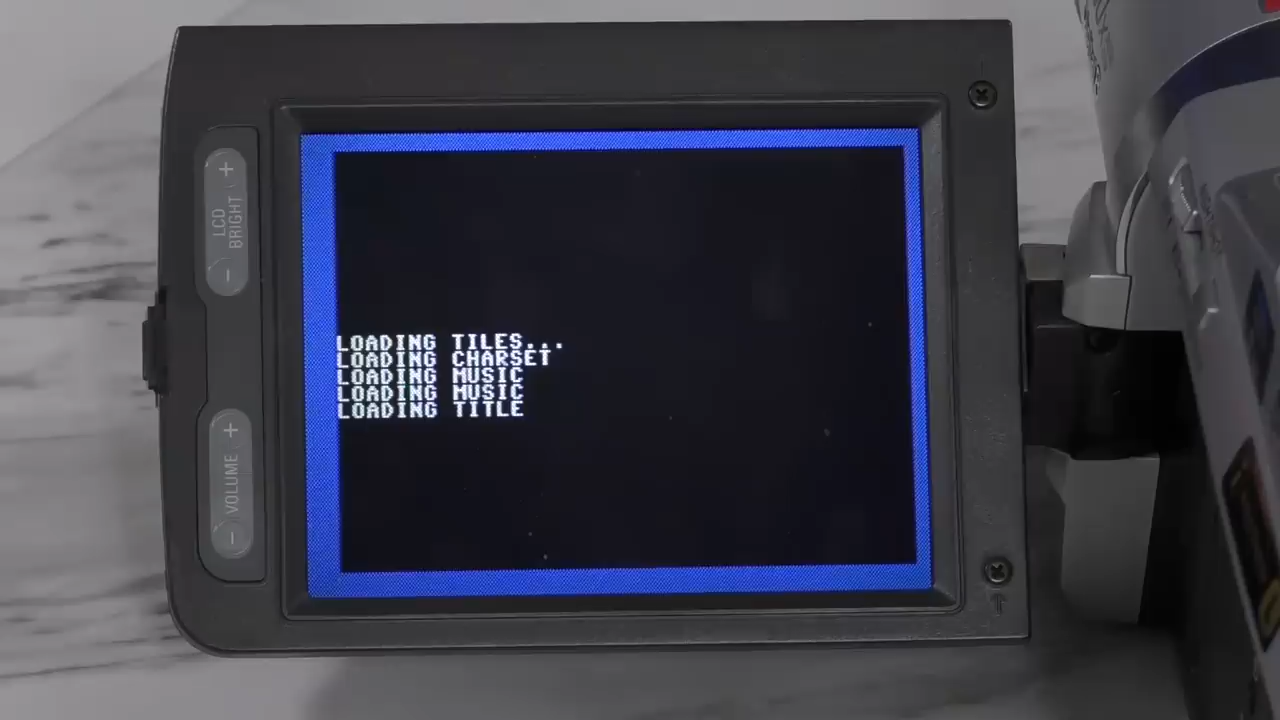 +
LCD
BRIGHT
-
LOADING TILES...
LOADING CHARSET
LOADING MUSIC
LOADING MUSIC
LOADING TITLE
+
VOLUME
-